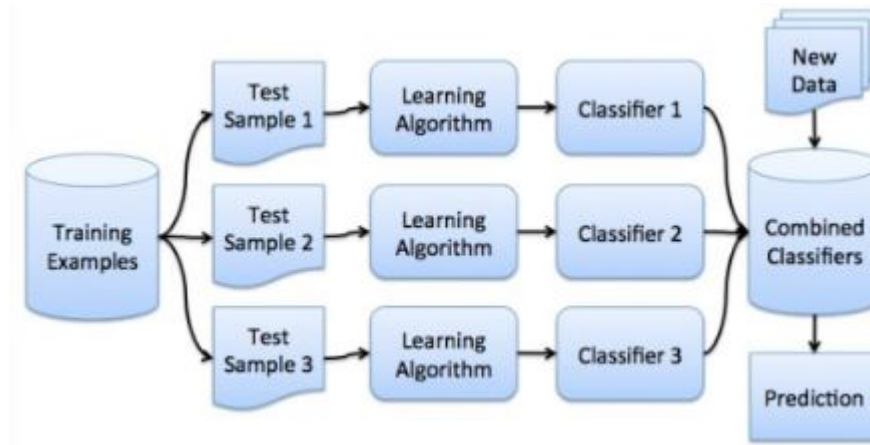 Training
Examples
Test
Sample 1
Learning
Algorithm
Classifier 1
Test
Sample 2
Learning
Algorithm
Classifier 2
Test
Sample 3
Learning
Algorithm
Classifier 3
New
Data
Combined
Classifiers
Prediction